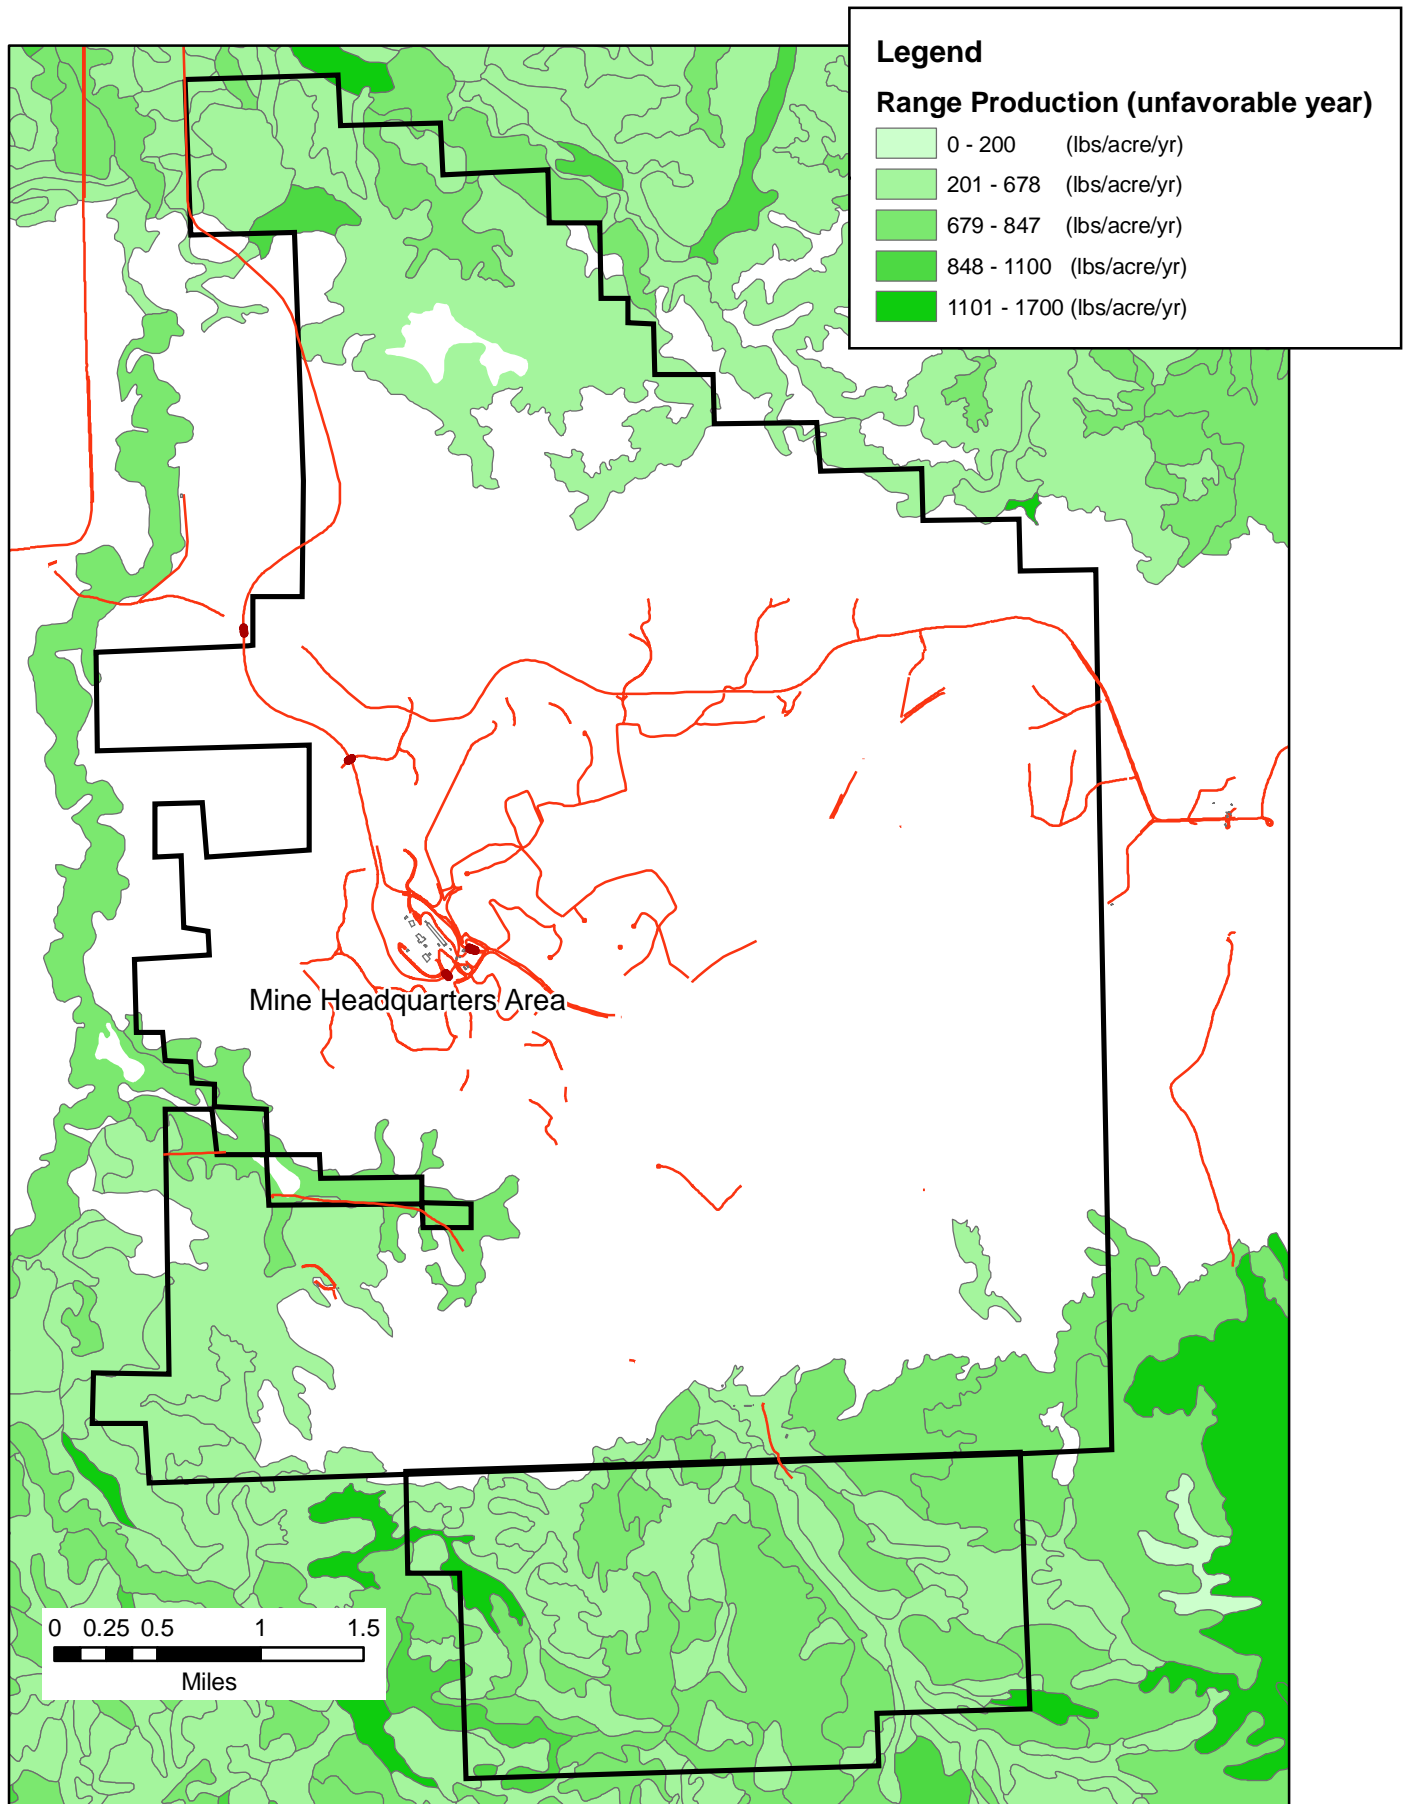 Legend
Range Production (unfavorable year)
0 - 200 (lbs/acre/yr)
201 - 678 (lbs/acre/yr)
679 - 847 (lbs/acre/yr)
848 - 1100 (lbs/acre/yr)
1101 - 1700 (lbs/acre/yr)
Mine Headquarters Area
0 0.25 0.5 1 1.5
Miles